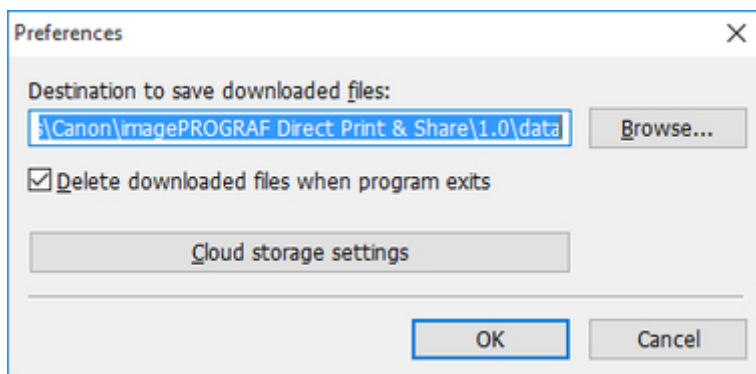 Preferences
Destination to save downloaded files:
s\Canon\imagePROGRAF Direct Print & Share\1.0\data
Browse...
Delete downloaded files when program exits
Cloud storage settings
OK
Cancel